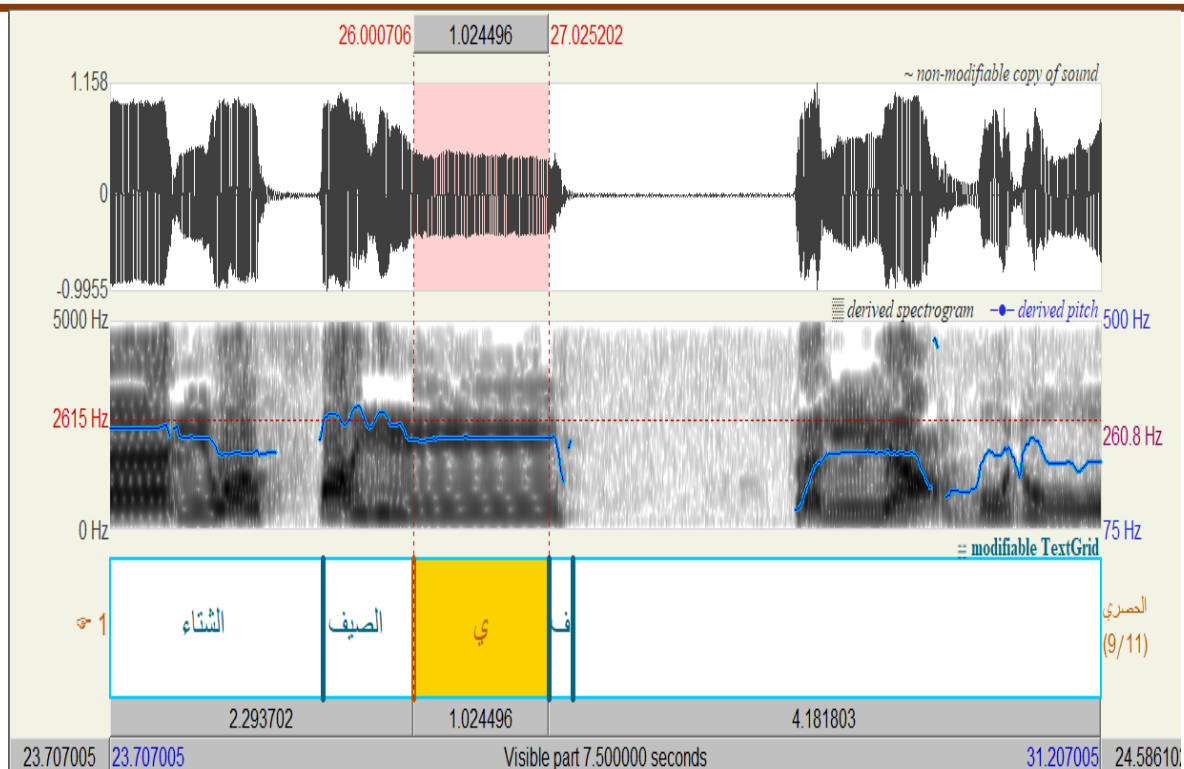 26.000706 1.024496 27.025202
1.158
~ non-modifiable copy of sound
0
-0.9955
5000 Hz
derived spectrogram derived pitch
500 Hz
2615 Hz
260.8 Hz
0 Hz
75 Hz
modifiable TextGrid
1
الشتاء
الصيف
ي
ف
الحصري
(9/11)
2.293702 1.024496 4.181803
23.707005 23.707005 Visible part 7.500000 seconds 31.207005 24.586102